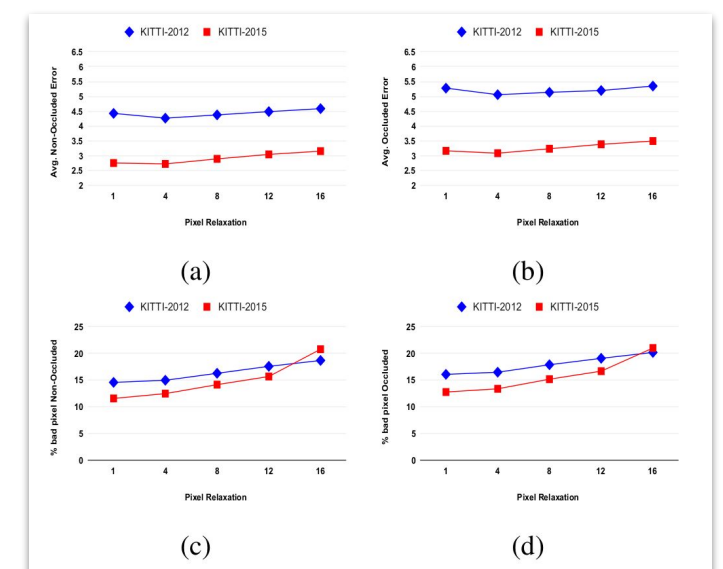 KITTI-2012 KITTI-2015
6.5
6
5.5
5
4.5
4
3.5
3
2.5
2
Avg. Non-Occluded Error
1 4 8 12 16
Pixel Relaxation
(a)
KITTI-2012 KITTI-2015
6.5
6
5.5
5
4.5
4
3.5
3
2.5
2
Avg. Occluded Error
1 4 8 12 16
Pixel Relaxation
(b)
KITTI-2012 KITTI-2015
25
20
15
10
5
0
% bad pixel Non-Occluded
1 4 8 12 16
Pixel Relaxation
(c)
KITTI-2012 KITTI-2015
25
20
15
10
5
0
% bad pixel Occluded
1 4 8 12 16
Pixel Relaxation
(d)